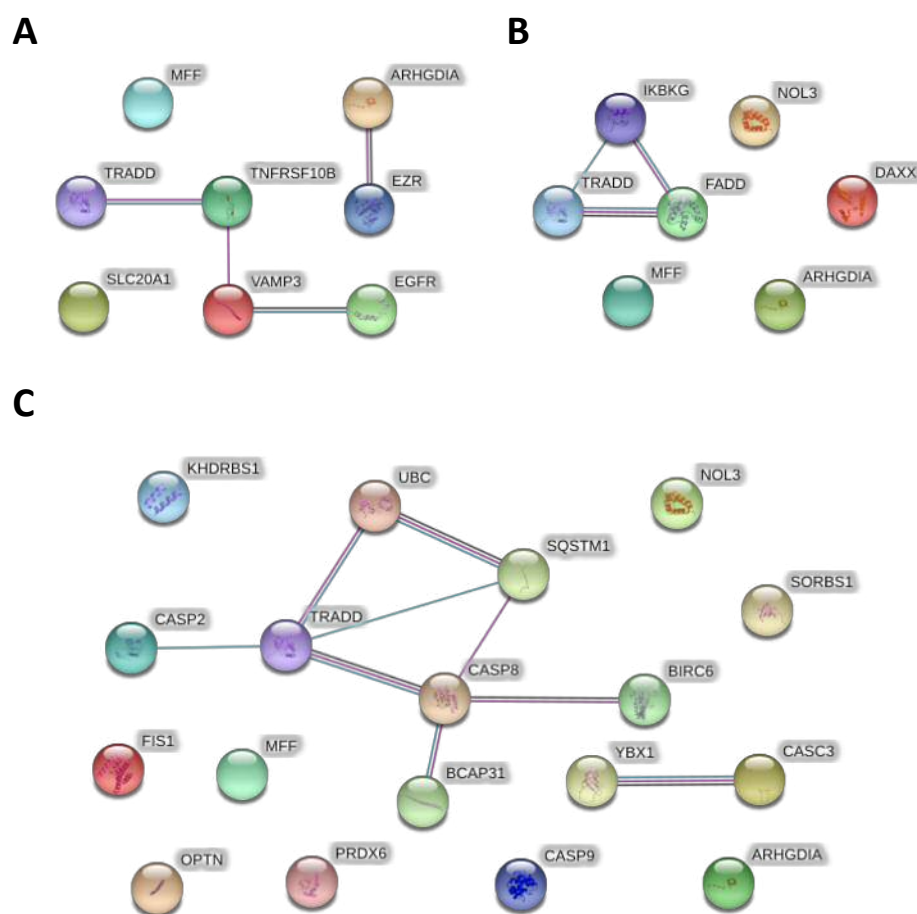 A
MFF
ARHGDIA
TRADD
TNFRSF10B
EZR
SLC20A1
VAMP3
EGFR
B
IKBKG
NOL3
TRADD
FADD
DAXX
MFF
ARHGDIA
C
KHDRBS1
UBC
NOL3
SQSTM1
SORBS1
CASP2
TRADD
CASP8
BIRC6
FIS1
MFF
BCAP31
YBX1
CASC3
OPTN
PRDX6
CASP9
ARHGDIA